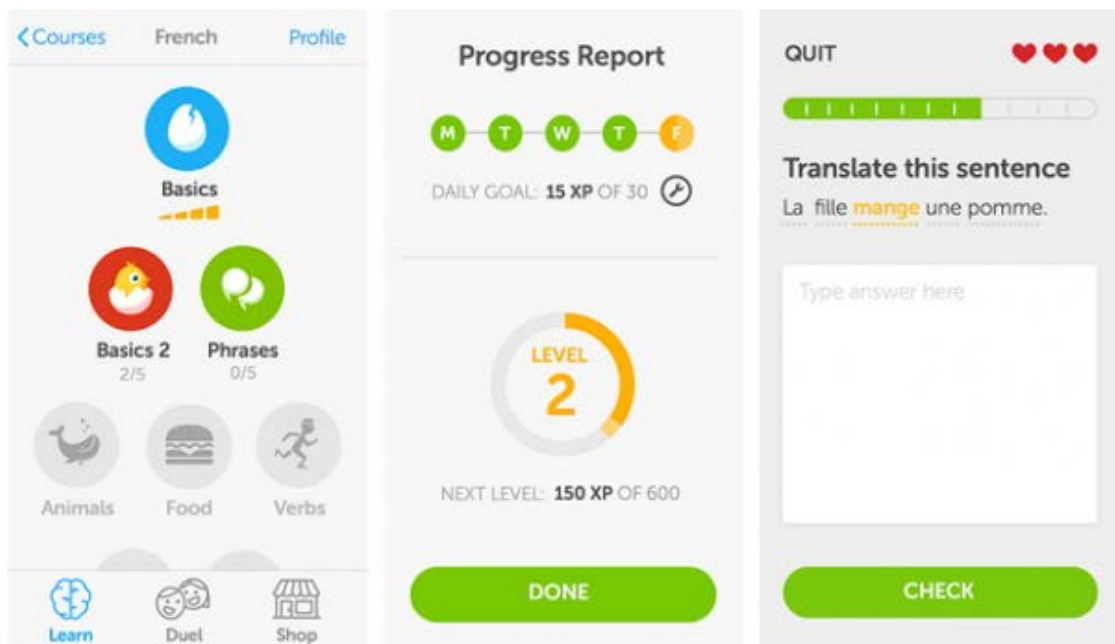 Courses French Profile
Basics
Basics 2 Phrases
2/5 0/5
Animals Food Verbs
Learn Duel Shop
Progress Report
M T W T F
DAILY GOAL: 15 XP OF 30
LEVEL
2
NEXT LEVEL: 150 XP OF 600
DONE
QUIT
Translate this sentence
La fille mange une pomme.
Type answer here
CHECK